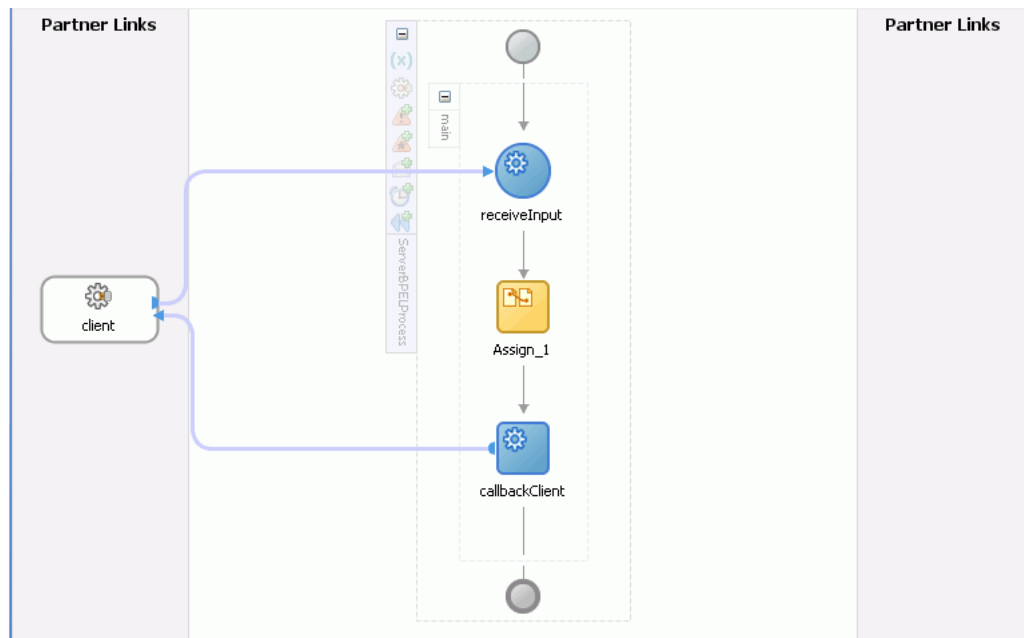 Partner Links
Partner Links
main
receiveInput
ServerBPELProcess
client
Assign_1
callbackClient